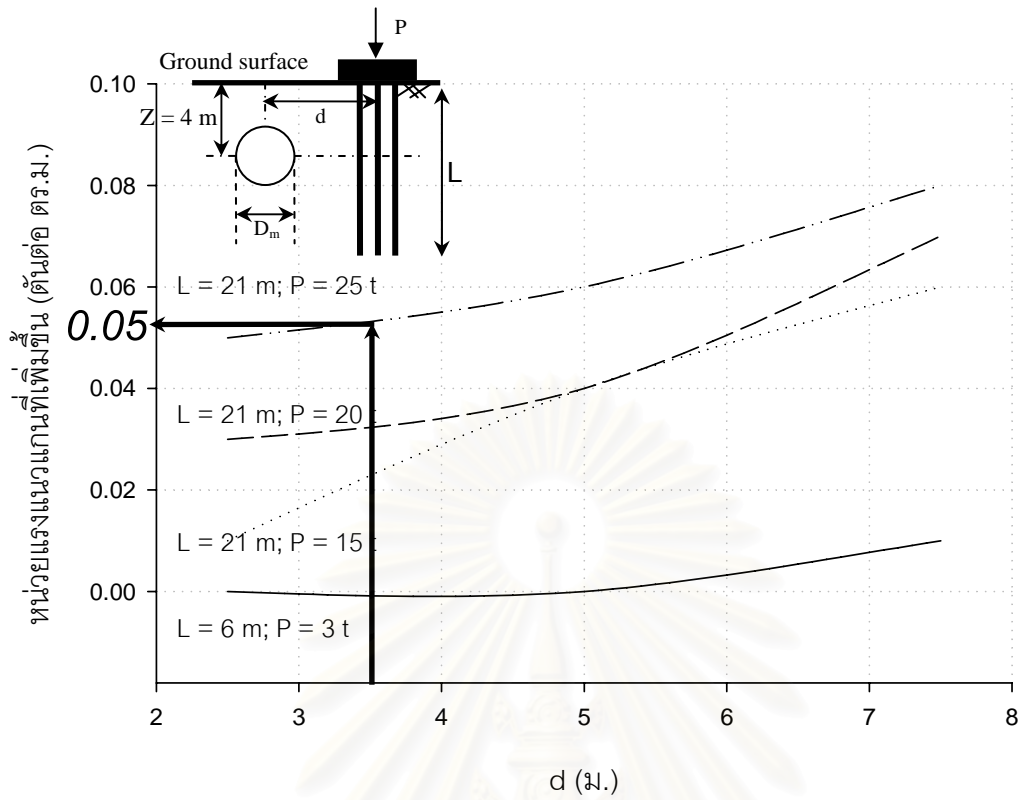 P
Ground surface
0.10
Z = 4 m
d
L
0.08
Dm
L = 21 m; P = 25 t
0.06
0.05
0.04
L = 21 m; P = 20 t
0.02
L = 21 m; P = 15 t
0.00
L = 6 m; P = 3 t
หน่วยแรงแนวแกนที่เพิ่มขึ้น (ตันต่อ ตร.ม.)
2 3 4 5 6 7 8
d (ม.)